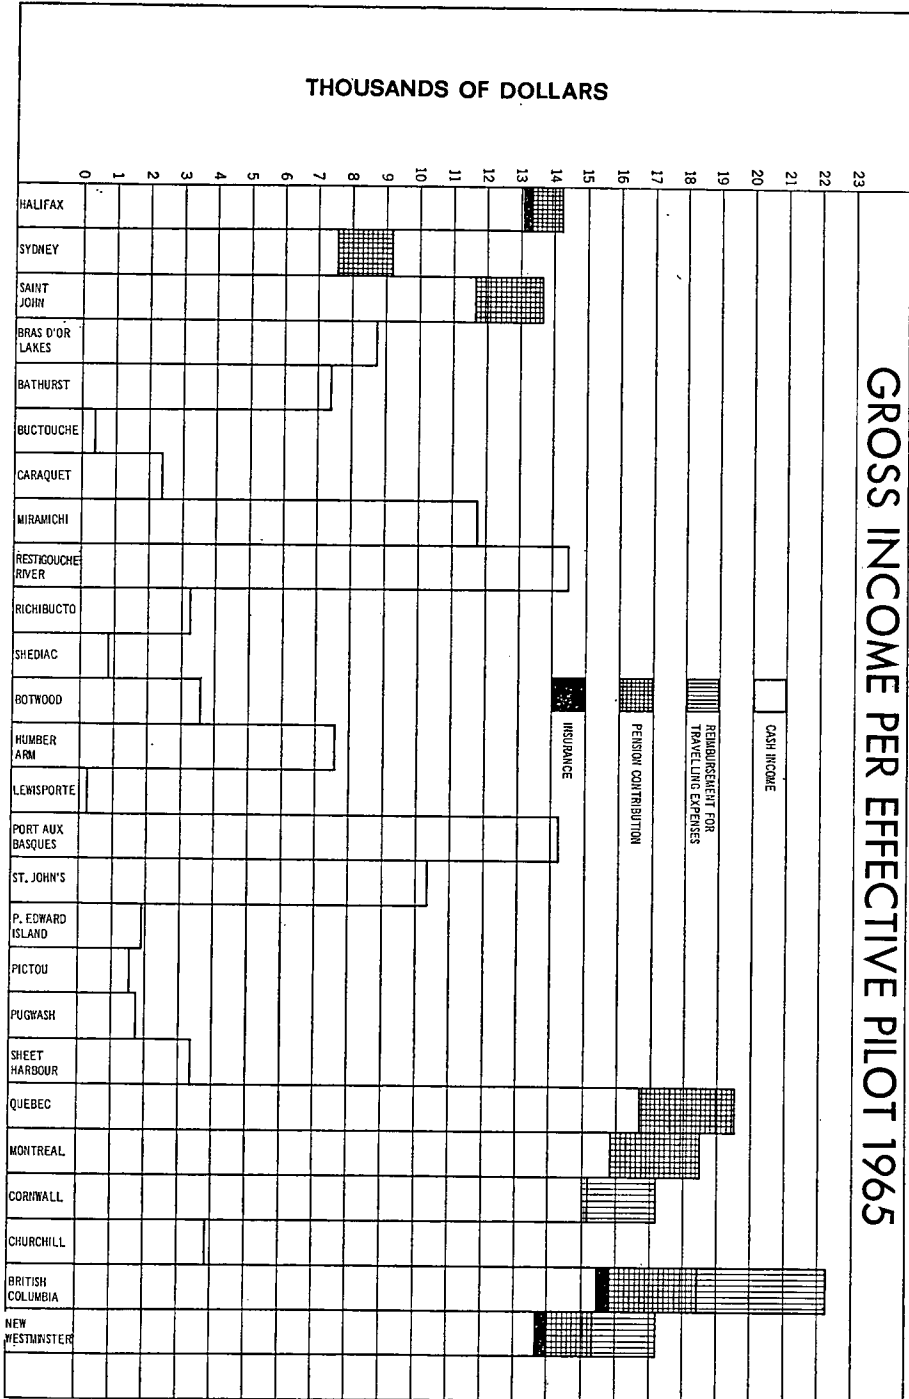 GROSS INCOME PER EFFECTIVE PILOT 1965
THOUSANDS OF DOLLARS
0
1
2
3
4
5
6
7
8
9
10
11
12
13
14
15
16
17
18
19
20
21
22
23
HALIFAX
SYDNEY
SAINT
JOHN
BRAS D'OR
LAKES
BATHURST
BUCTOUCHE
CARAQUET
MIRAMICHI
RESTIGOUCHE
RIVER
RICHIBUCTO
SHEDIAC
BOTWOOD
HUMBER
ARM
LEWISPORTE
PORT AUX
BASQUES
ST. JOHN'S
P. EDWARD
ISLAND
PICTOU
PUGWASH
SHEET
HARBOUR
QUEBEC
MONTREAL
CORNWALL
CHURCHILL
BRITISH
COLUMBIA
NEW
WESTMINSTER
CASH INCOME
REIMBURSEMENT FOR
TRAVELLING EXPENSES
PENSION CONTRIBUTION
INSURANCE